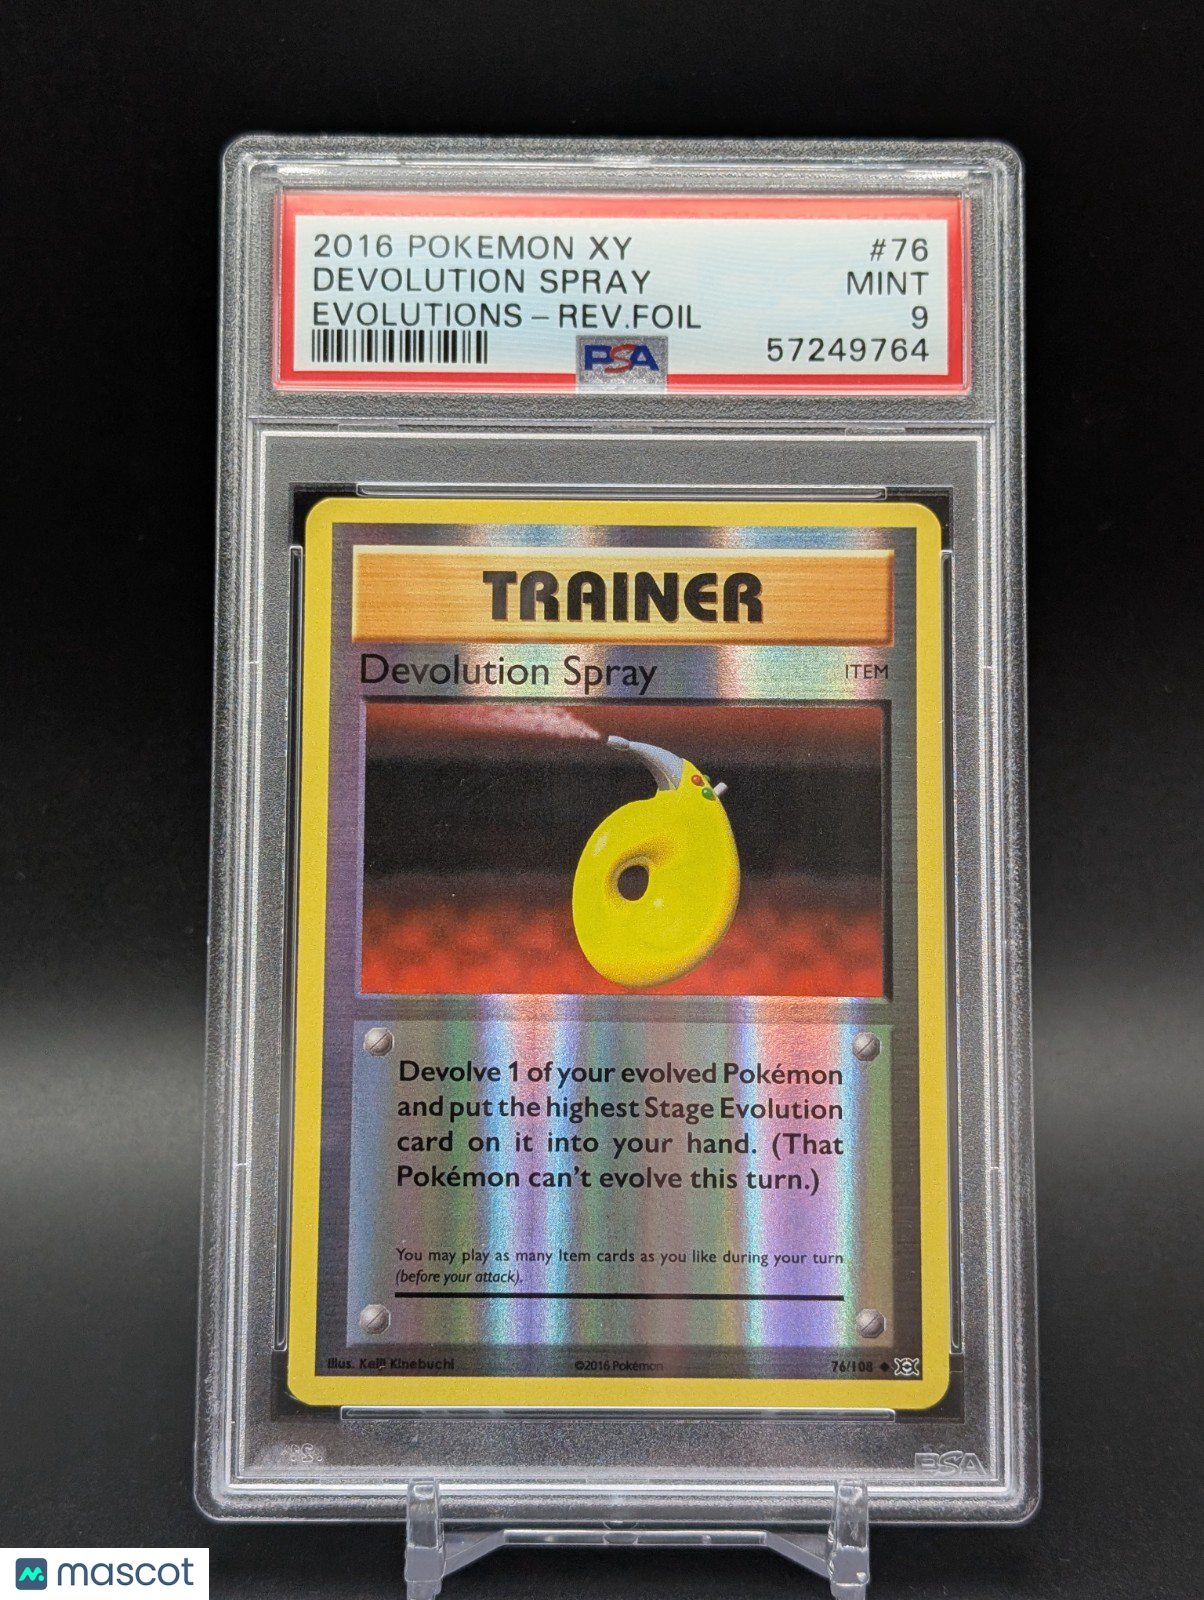 2016 POKEMON XY #76
DEVOLUTION SPRAY MINT
EVOLUTIONS - REV.FOIL 9
PSA 57249764
TRAINER
Devolution Spray ITEM
Devolve 1 of your evolved Pokémon
and put the highest Stage Evolution
card on it into your hand. (That
Pokémon can't evolve this turn.)
You may play as many Item cards as you like during your turn
(before your attack).
Illus. Keiji Kinebuchi ©2016 Pokémon 76/108
PSA
mascot